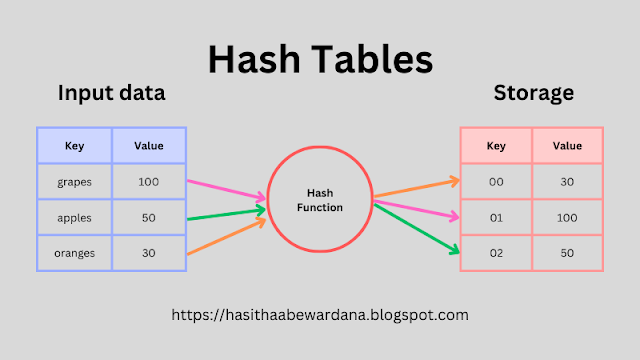 Hash Tables
Input data
Storage
Key Value
grapes 100
apples 50
oranges 30
Hash
Function
Key Value
00 30
01 100
02 50
https://hasithaabewardana.blogspot.com